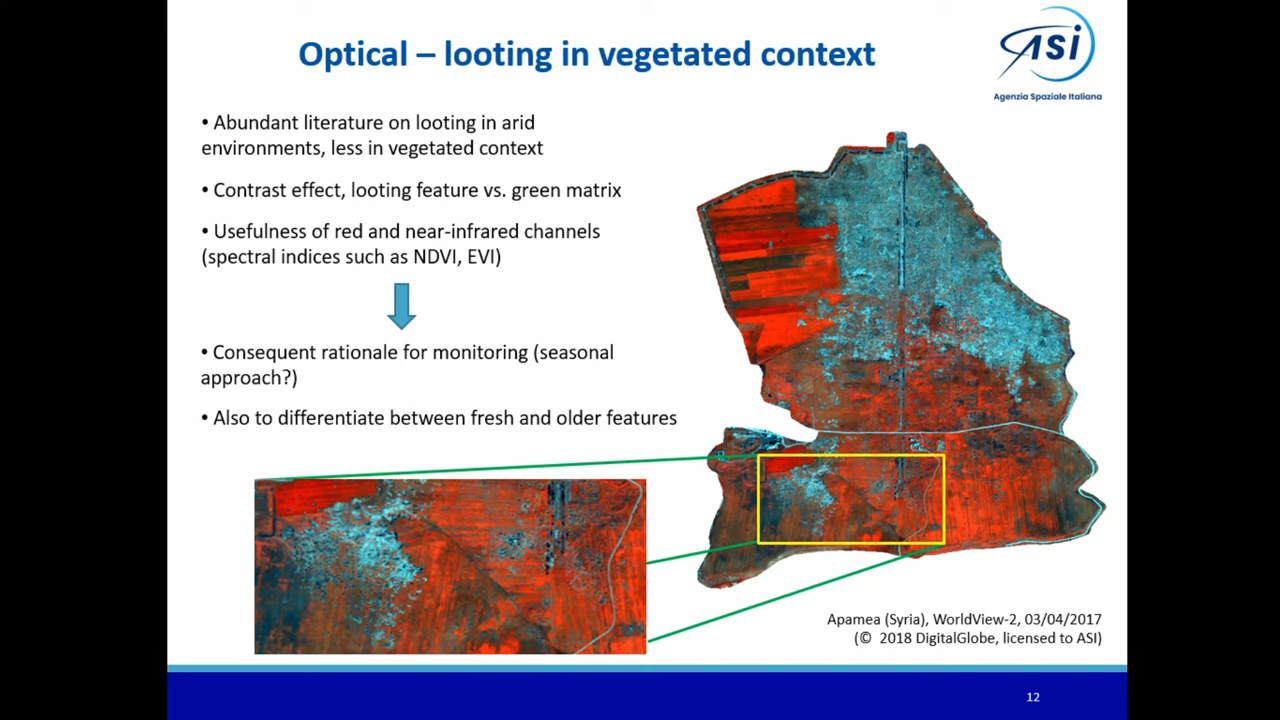 Optical – looting in vegetated context
ASI
Agenzia Spaziale Italiana
• Abundant literature on looting in arid
environments, less in vegetated context
• Contrast effect, looting feature vs. green matrix
• Usefulness of red and near-infrared channels
(spectral indices such as NDVI, EVI)
• Consequent rationale for monitoring (seasonal
approach?)
• Also to differentiate between fresh and older features
Apamea (Syria), WorldView-2, 03/04/2017
(© 2018 DigitalGlobe, licensed to ASI)
12